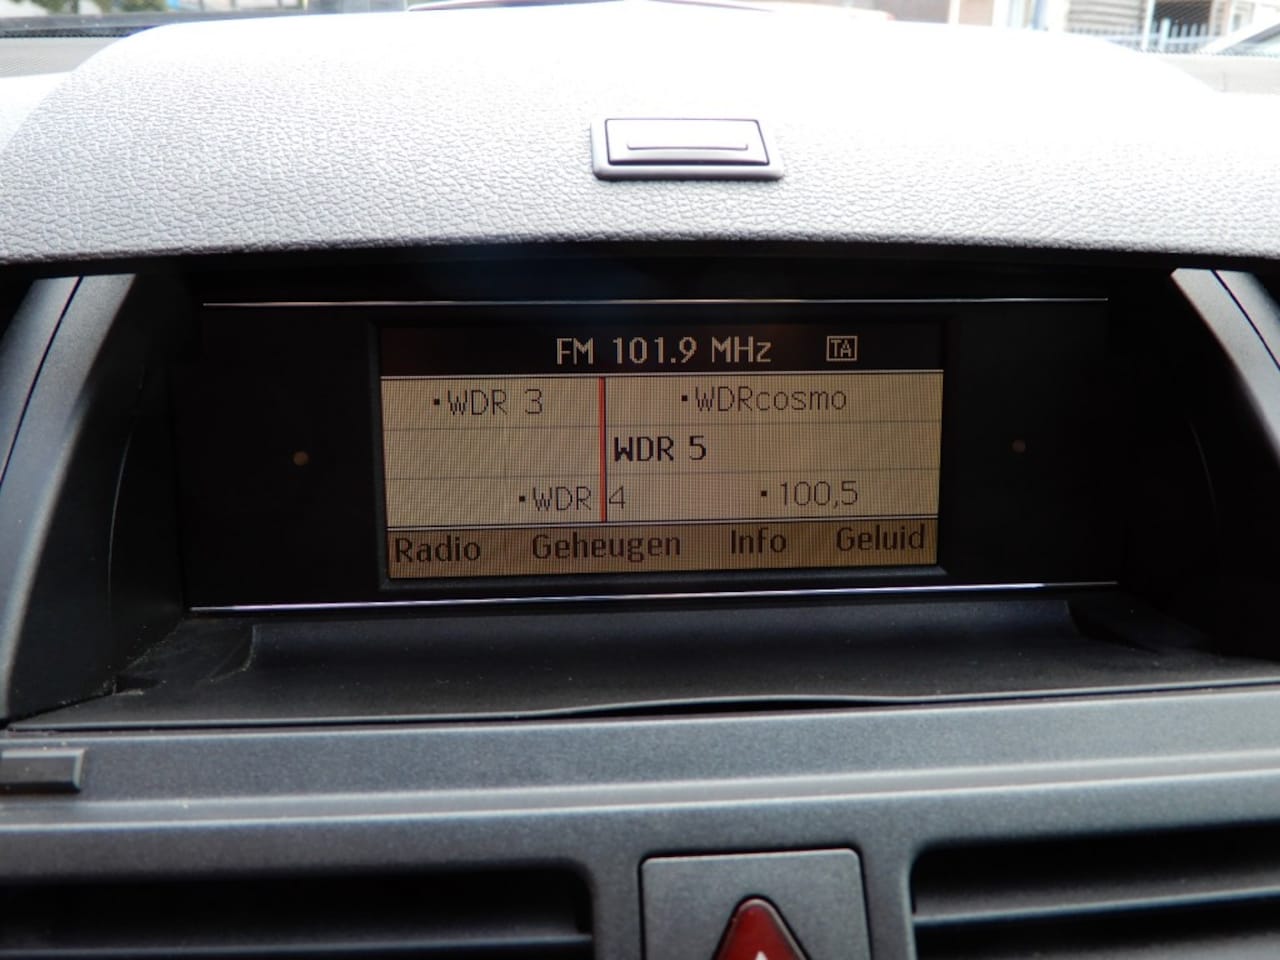 FM 101.9 MHz TA
·WDR 3 ·WDRcosmo
WDR 5
·WDR 4 ·100,5
Radio Geheugen Info Geluid